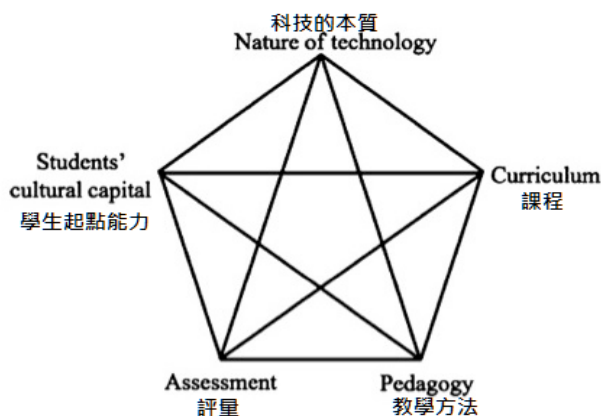 科技的本質
Nature of technology
Students’
cultural capital
學生起點能力
Curriculum
課程
Assessment
評量
Pedagogy
教學方法